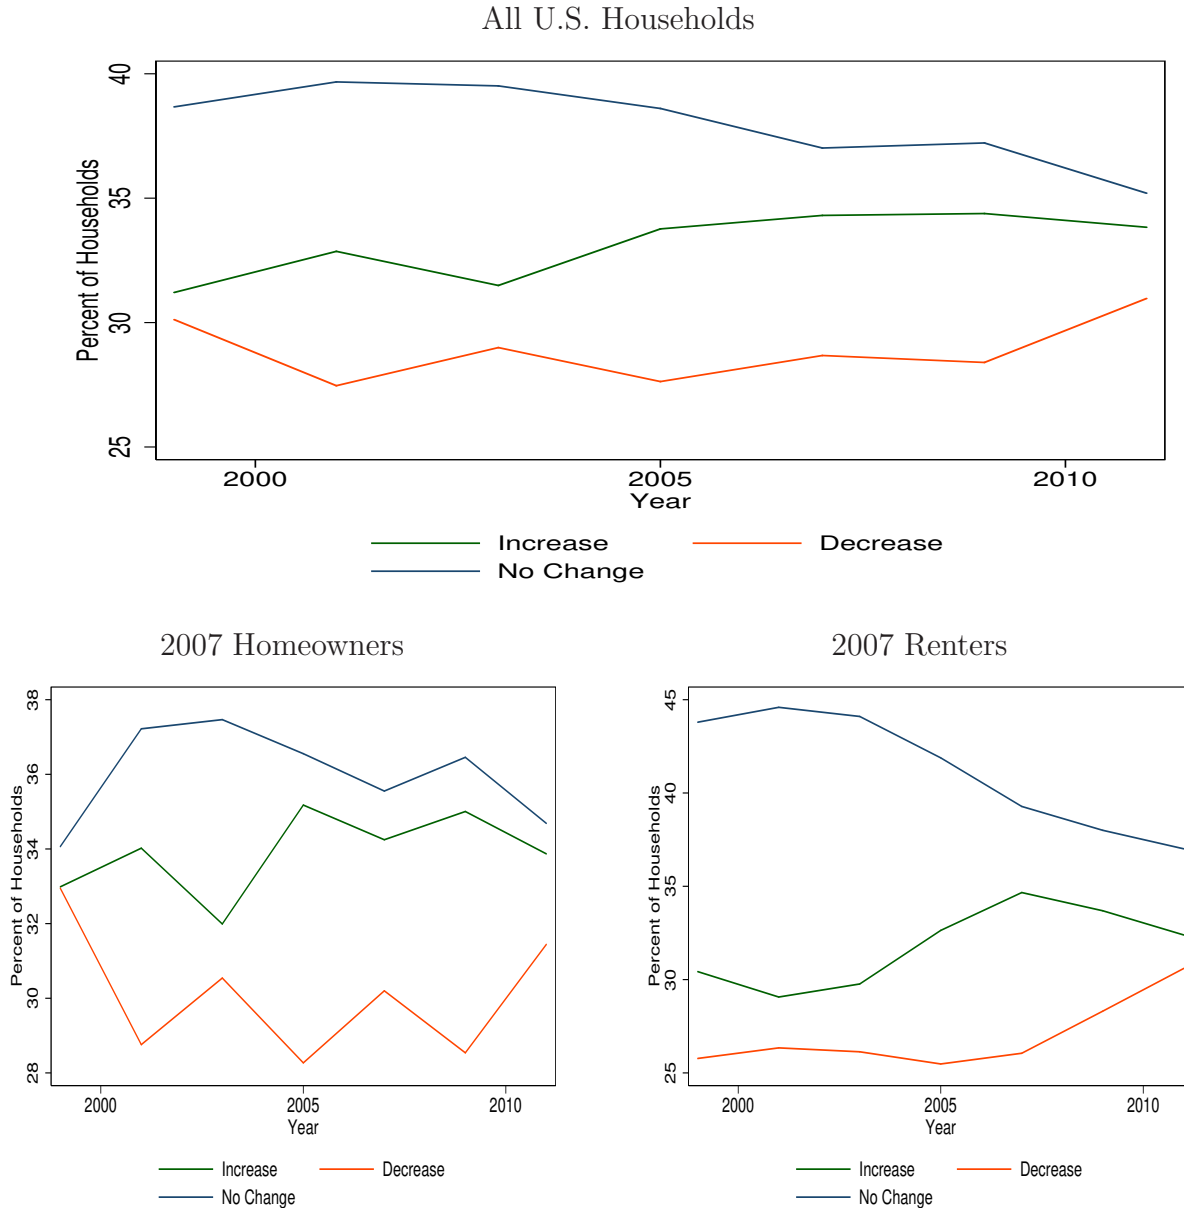 All U.S. Households
Percent of Households
40
35
30
25
2000 2005 2010
Year
Increase Decrease
No Change
2007 Homeowners
Percent of Households
38
36
34
32
30
28
2000 2005 2010
Year
Increase Decrease
No Change
2007 Renters
Percent of Households
45
40
35
30
25
2000 2005 2010
Year
Increase Decrease
No Change